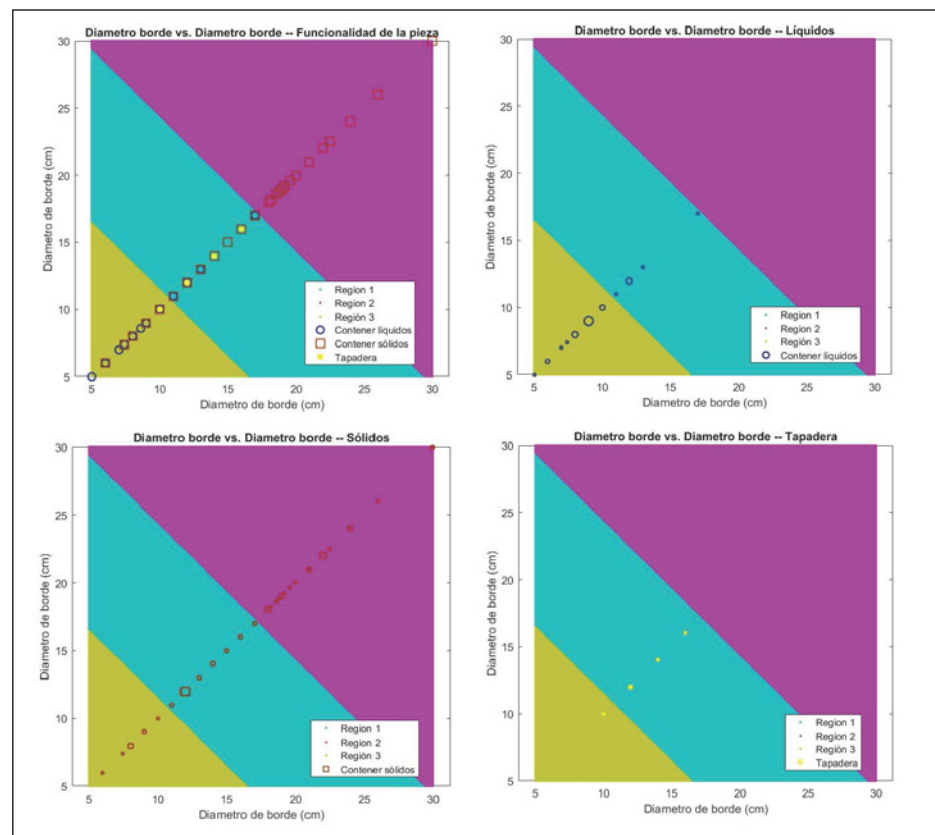 Diametro borde vs. Diametro borde -- Funcionalidad de la pieza
30
25
20
15
10
5
Diametro de borde (cm)
Region 1
Region 2
Región 3
Contener líquidos
Contener sólidos
Tapadera
5 10 15 20 25 30
Diametro de borde (cm)
Diametro borde vs. Diametro borde -- Líquidos
30
25
20
15
10
5
Diametro de borde (cm)
Region 1
Region 2
Región 3
Contener líquidos
5 10 15 20 25 30
Diametro de borde (cm)
Diametro borde vs. Diametro borde -- Sólidos
30
25
20
15
10
5
Diametro de borde (cm)
Region 1
Region 2
Region 3
Contener sólidos
5 10 15 20 25 30
Diametro de borde (cm)
Diametro borde vs. Diametro borde -- Tapadera
30
25
20
15
10
5
Diametro de borde (cm)
Region 1
Region 2
Región 3
Tapadera
5 10 15 20 25 30
Diametro de borde (cm)